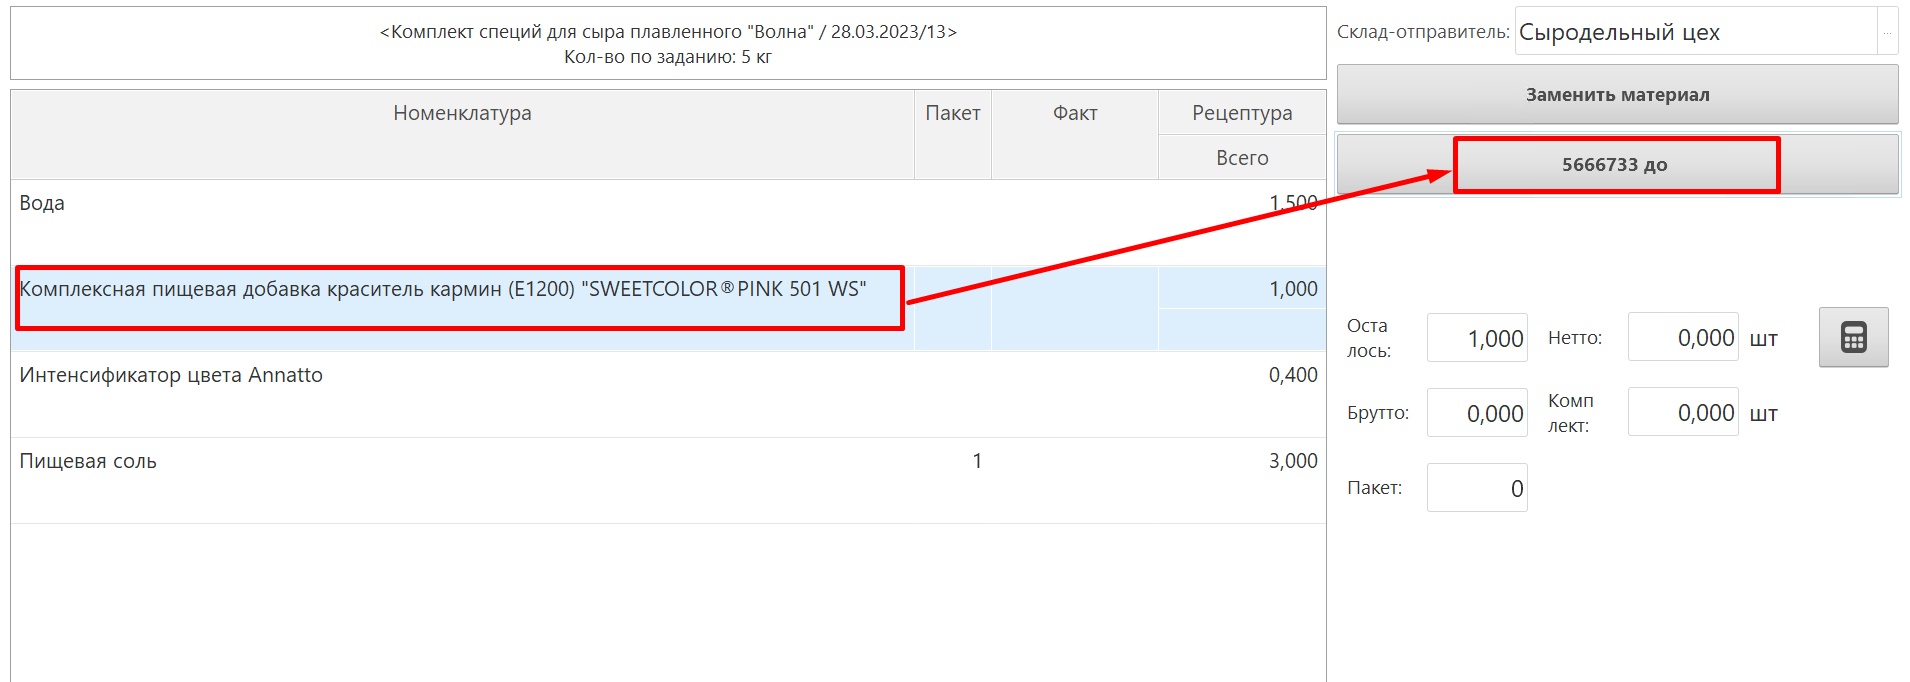 <Комплект специй для сыра плавленного "Волна" / 28.03.2023/13>
Кол-во по заданию: 5 кг
Склад-отправитель: Сыродельный цех ...
Заменить материал
5666733 до
Номенклатура Пакет Факт Рецептура
Всего
Вода 1,500
Комплексная пищевая добавка краситель кармин (Е1200) "SWEETCOLOR®PINK 501 WS" 1,000
Интенсификатор цвета Annatto 0,400
Пищевая соль 1 3,000
Оста
лось: 1,000 Нетто: 0,000 шт
Брутто: 0,000 Комп
лект: 0,000 шт
Пакет: 0